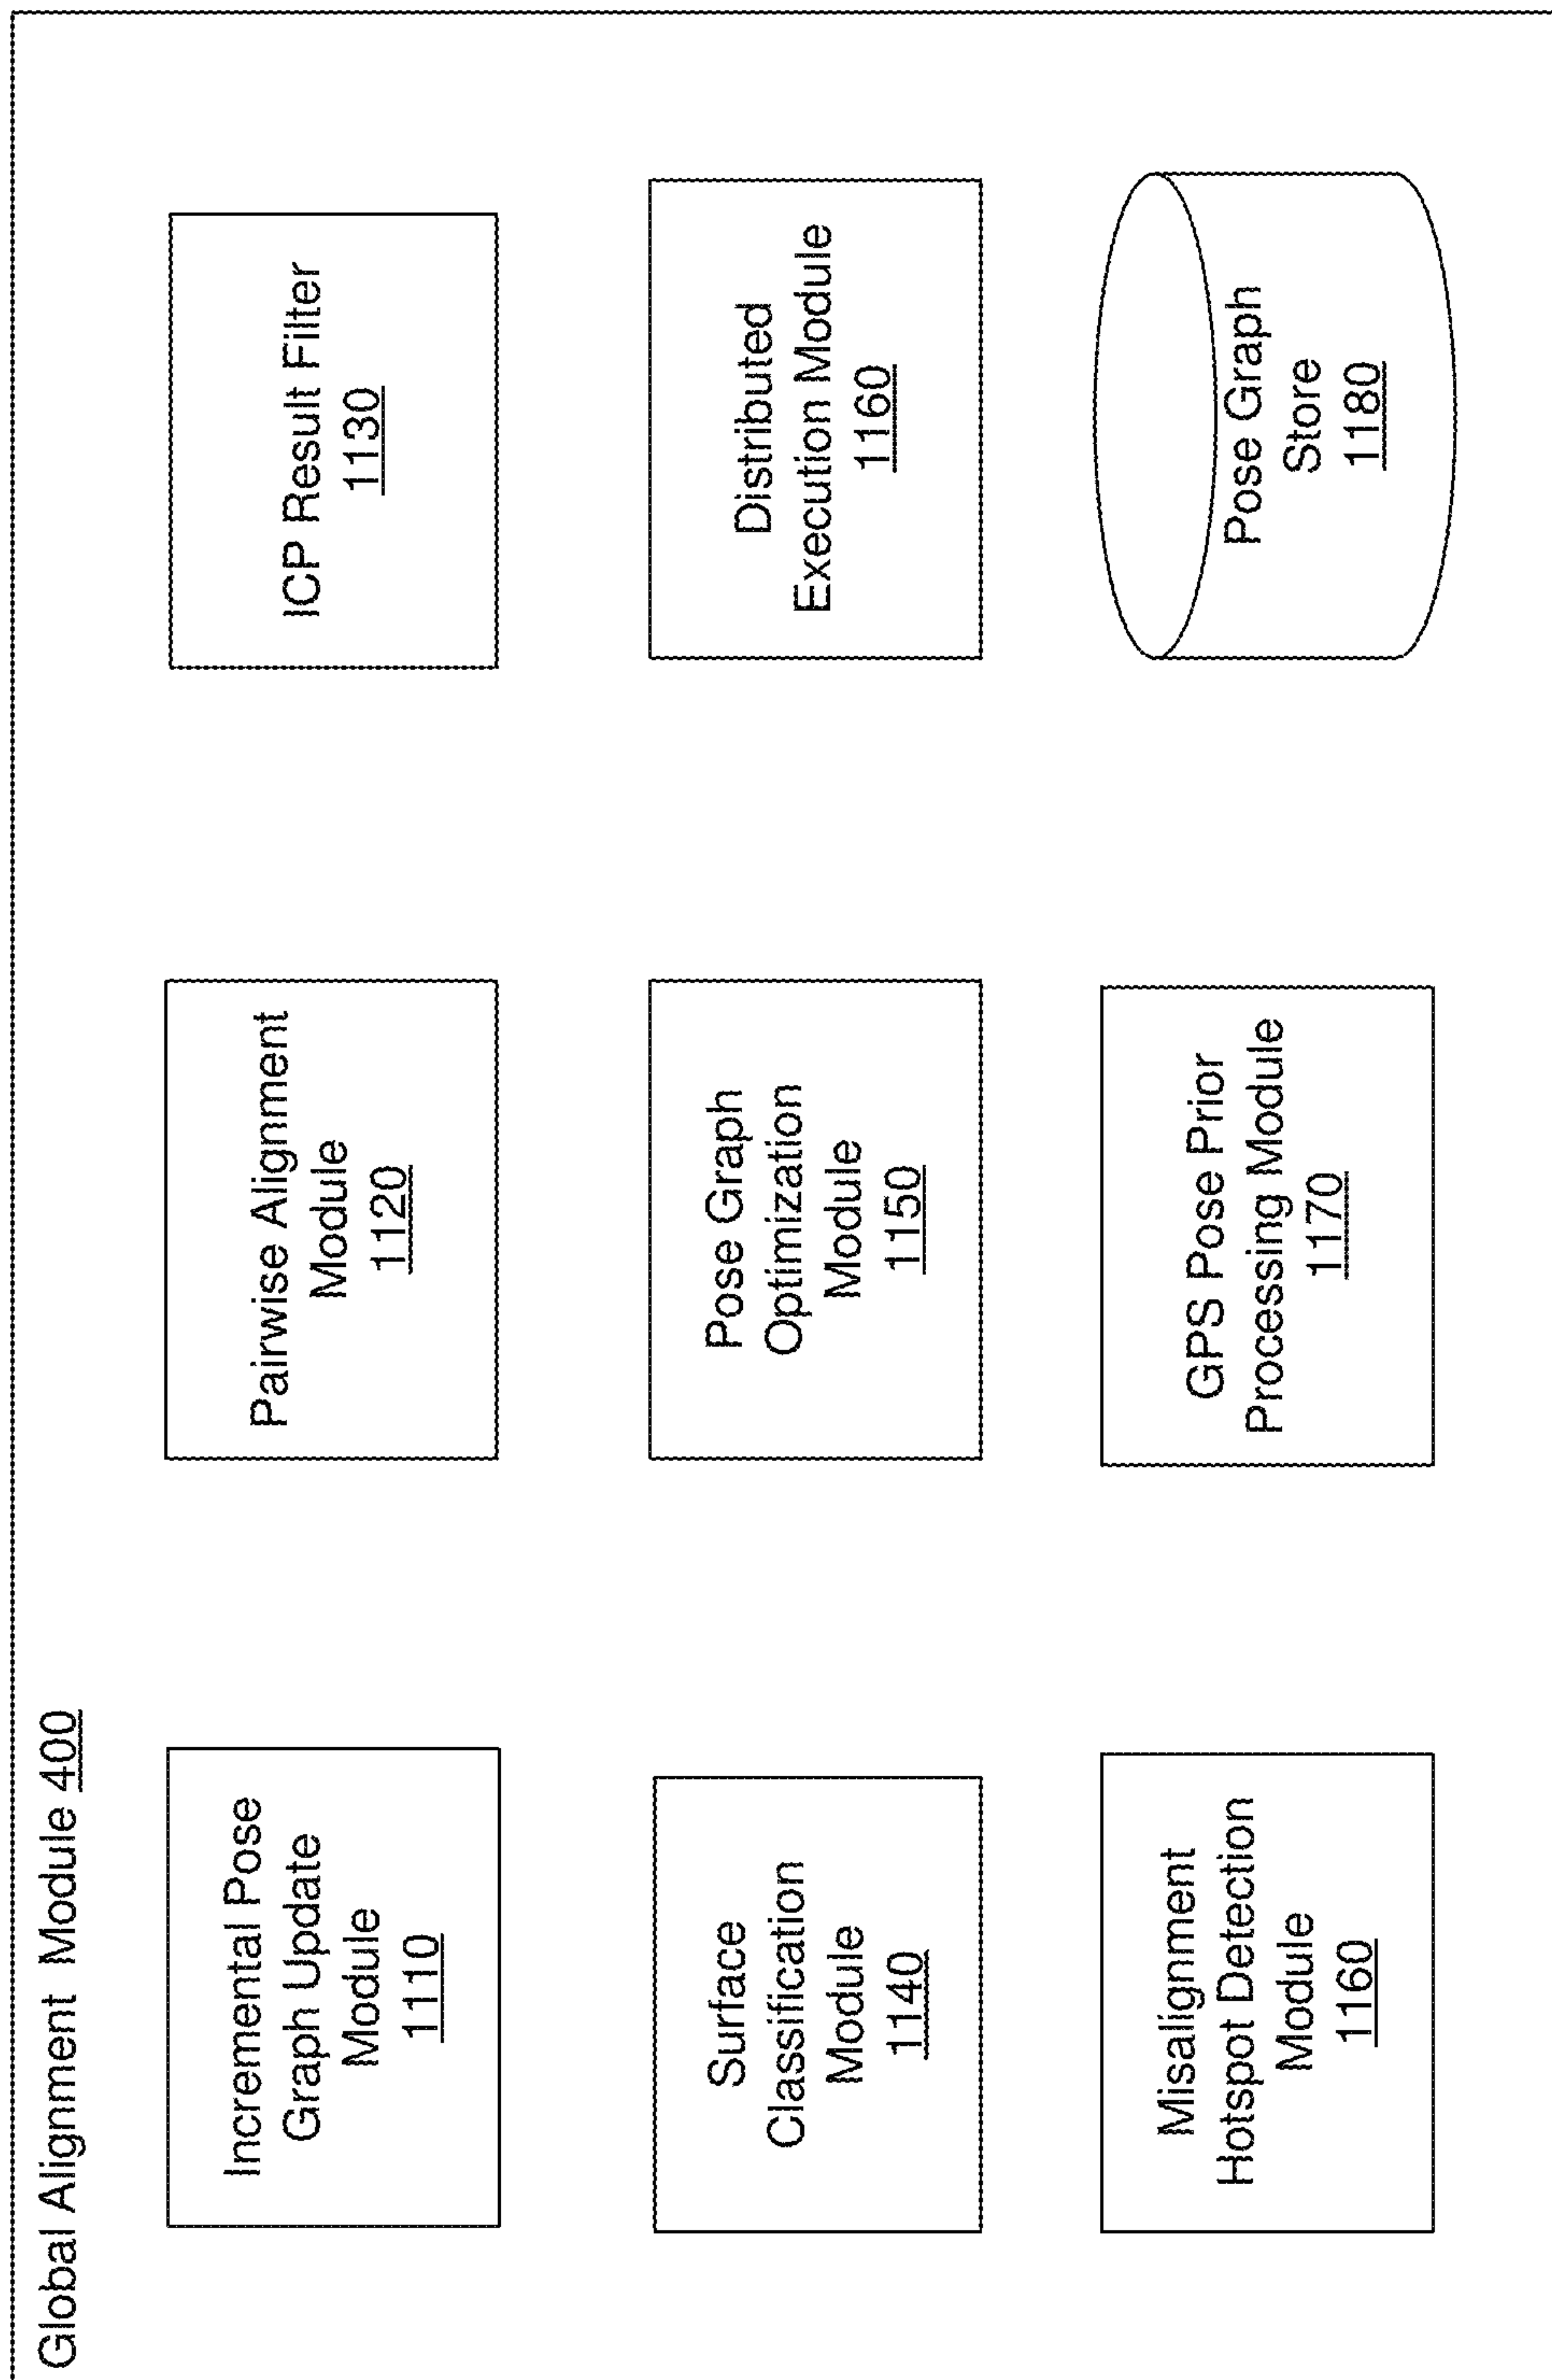 Global Alignment Module 400
Incremental Pose
Graph Update
Module
1110
Pairwise Alignment
Module
1120
ICP Result Filter
1130
Surface
Classification
Module
1140
Pose Graph
Optimization
Module
1150
Distributed
Execution Module
1160
Misalignment
Hotspot Detection
Module
1160
GPS Pose Prior
Processing Module
1170
Pose Graph
Store
1180